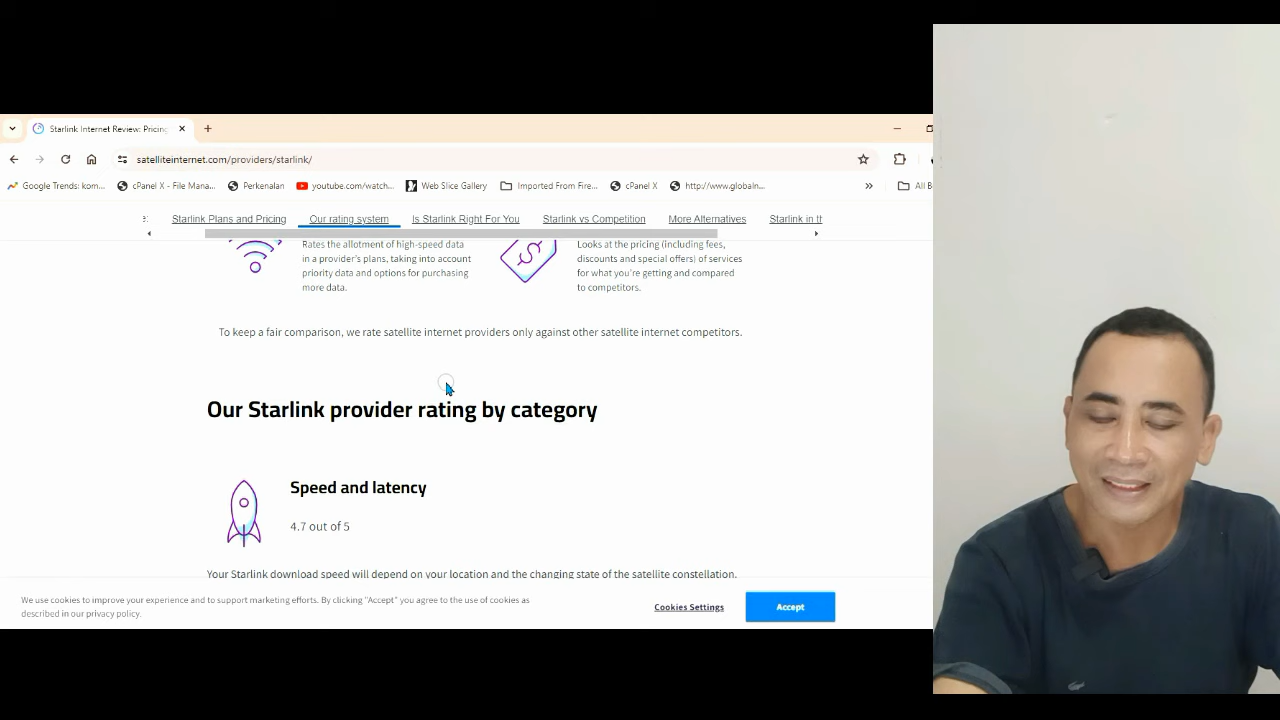 Starlink Internet Review: Pricing
satelliteinternet.com/providers/starlink/
Google Trends: kom...
cPanel X - File Mana...
Perkenalan
youtube.com/watch...
Web Slice Gallery
Imported From Fire...
cPanel X
http://www.globaln...
All B
Starlink Plans and Pricing
Our rating system
Is Starlink Right For You
Starlink vs Competition
More Alternatives
Starlink in th
Rates the allotment of high-speed data
in a provider's plans, taking into account
priority data and options for purchasing
more data.
Looks at the pricing (including fees,
discounts and special offers) of services
for what you're getting and compared
to competitors.
To keep a fair comparison, we rate satellite internet providers only against other satellite internet competitors.
Our Starlink provider rating by category
Speed and latency
4.7 out of 5
Your Starlink download speed will depend on your location and the changing state of the satellite constellation.
We use cookies to improve your experience and to support marketing efforts. By clicking "Accept" you agree to the use of cookies as
described in our privacy policy.
Cookies Settings
Accept